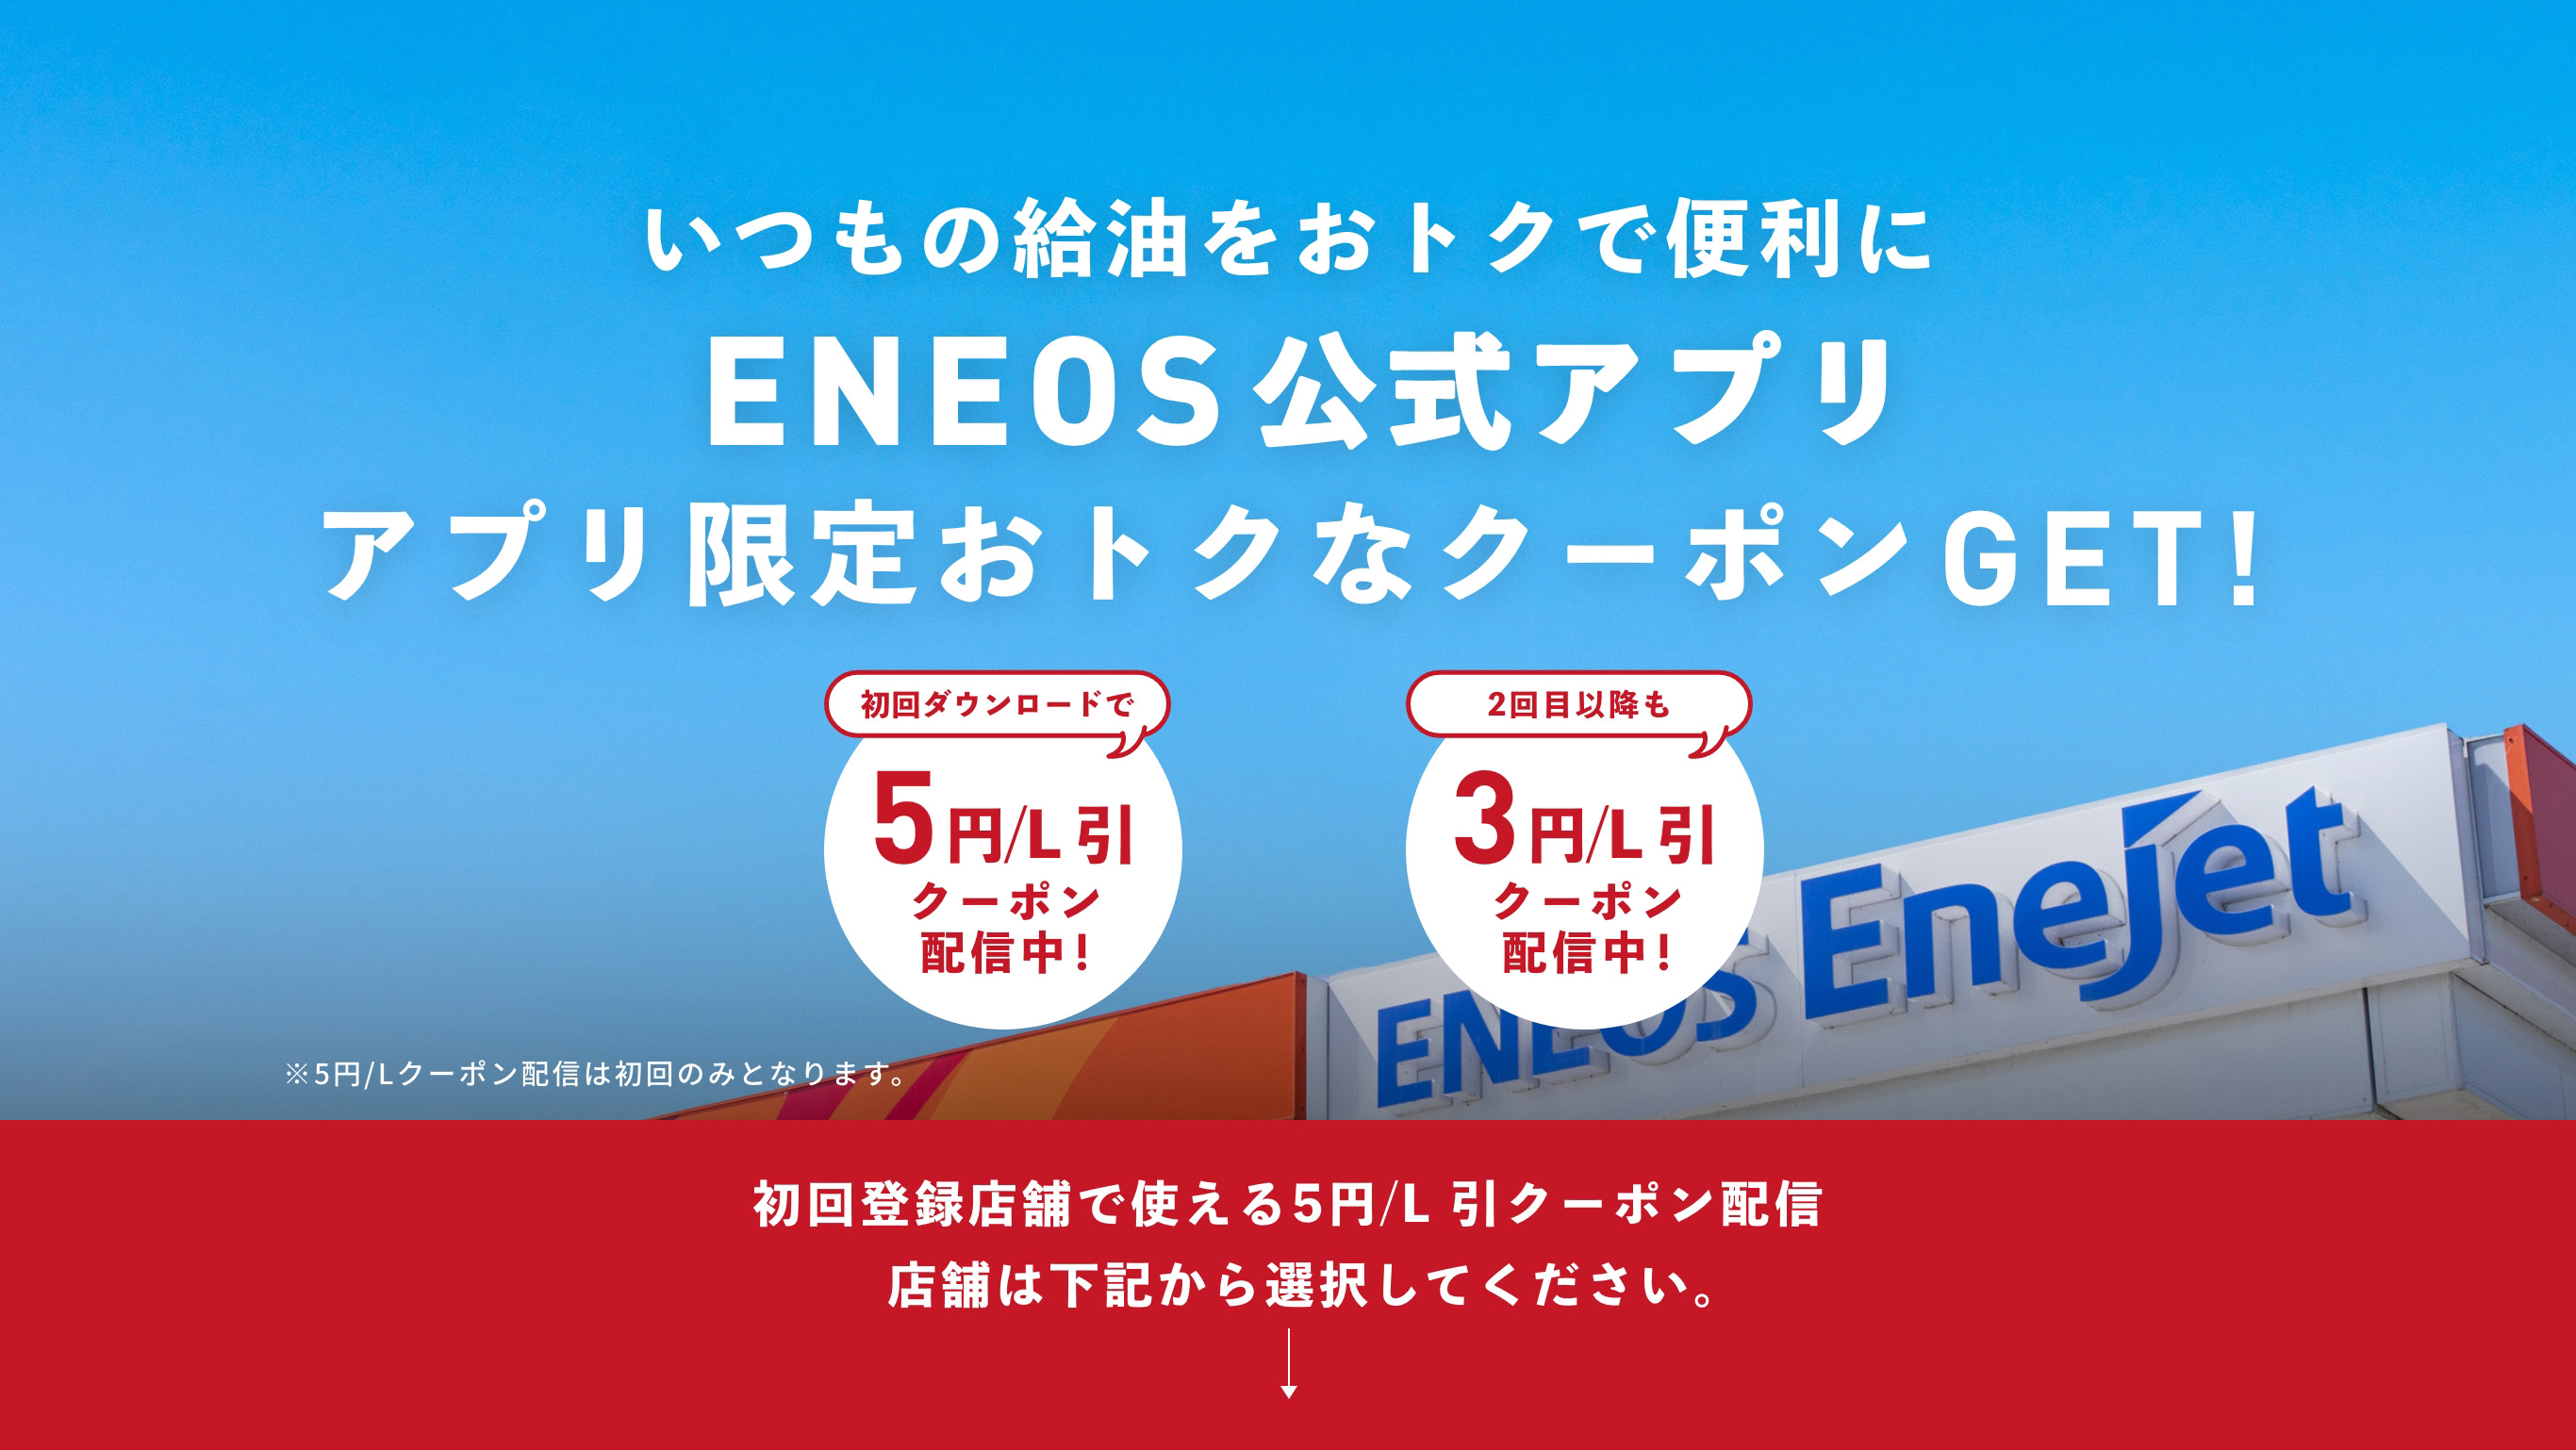 いつもの給油をおトクで便利に
ENEOS公式アプリ
アプリ限定おトクなクーポンGET!
初回ダウンロードで
5円/L引
クーポン
配信中!
2回目以降も
3円/L引
クーポン
配信中!
ENEOS Enejet
※5円/Lクーポン配信は初回のみとなります。
初回登録店舗で使える5円/L 引クーポン配信
店舗は下記から選択してください。